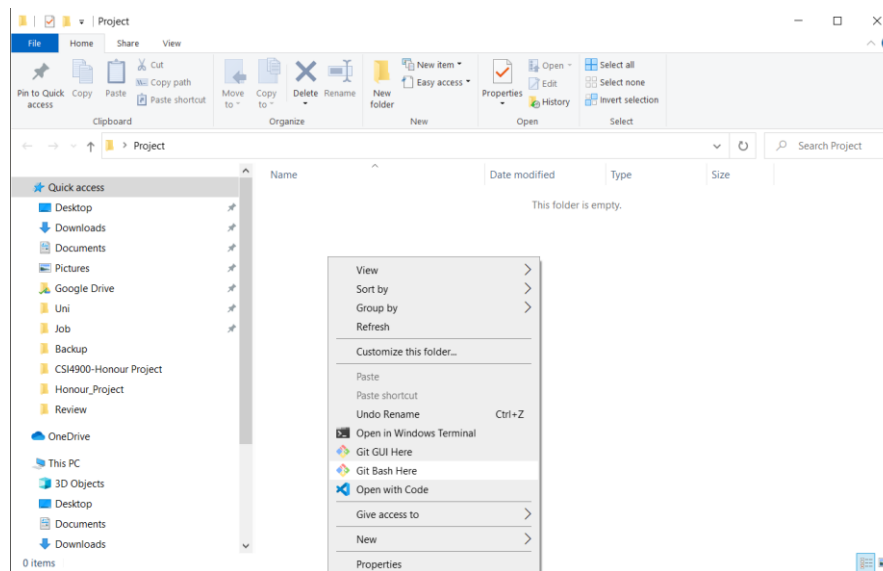 Project
File Home Share View
Pin to Quick access
Copy
Paste
Cut
Copy path
Paste shortcut
Clipboard
Move to
Copy to
Delete
Rename
Organize
New folder
New item
Easy access
New
Properties
Open
Edit
History
Open
Select all
Select none
Invert selection
Select
Project
Search Project
Name Date modified Type Size
This folder is empty.
Quick access
Desktop
Downloads
Documents
Pictures
Google Drive
Uni
Job
Backup
CSI4900-Honour Project
Honour_Project
Review
OneDrive
This PC
3D Objects
Desktop
Documents
Downloads
View
Sort by
Group by
Refresh
Customize this folder...
Paste
Paste shortcut
Undo Rename Ctrl+Z
Open in Windows Terminal
Git GUI Here
Git Bash Here
Open with Code
Give access to
New
Properties
0 items